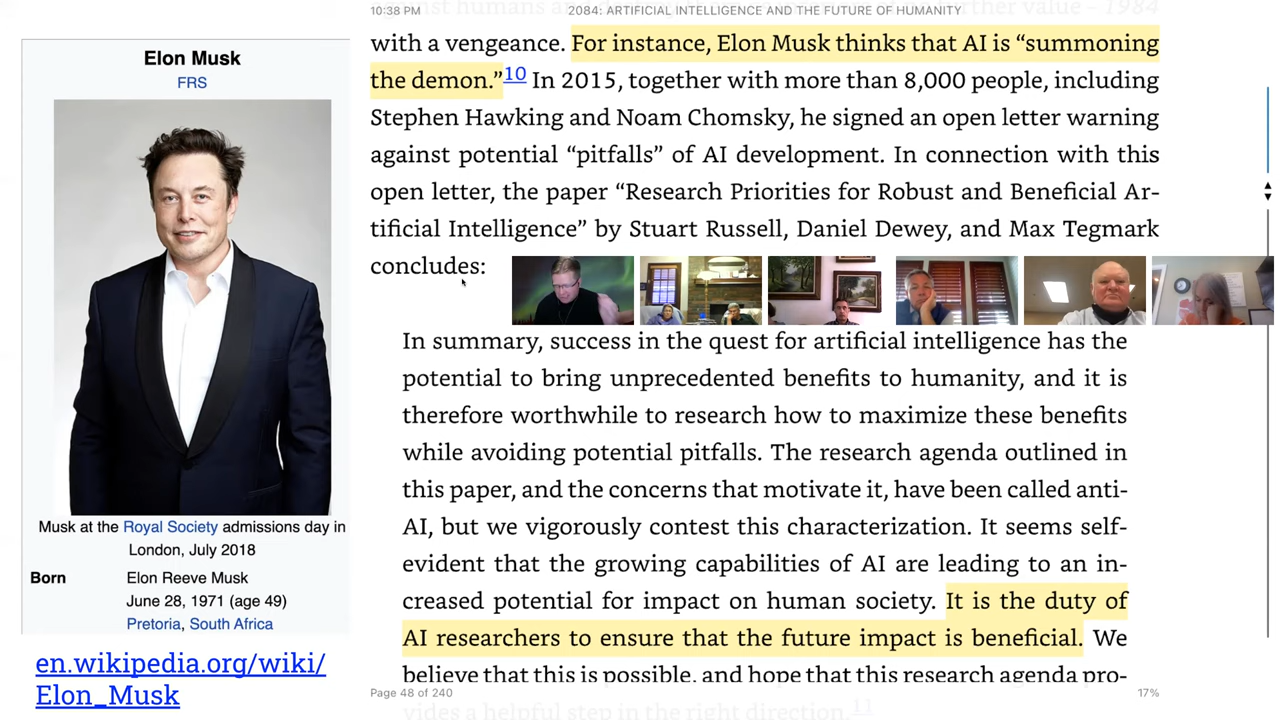 10:38 PM
2084: ARTIFICIAL INTELLIGENCE AND THE FUTURE OF HUMANITY
with a vengeance. For instance, Elon Musk thinks that AI is “summoning
the demon.”10 In 2015, together with more than 8,000 people, including
Stephen Hawking and Noam Chomsky, he signed an open letter warning
against potential “pitfalls” of AI development. In connection with this
open letter, the paper “Research Priorities for Robust and Beneficial Ar-
tificial Intelligence” by Stuart Russell, Daniel Dewey, and Max Tegmark
concludes:
In summary, success in the quest for artificial intelligence has the
potential to bring unprecedented benefits to humanity, and it is
therefore worthwhile to research how to maximize these benefits
while avoiding potential pitfalls. The research agenda outlined in
this paper, and the concerns that motivate it, have been called anti-
AI, but we vigorously contest this characterization. It seems self-
evident that the growing capabilities of AI are leading to an in-
creased potential for impact on human society. It is the duty of
AI researchers to ensure that the future impact is beneficial. We
believe that this is possible, and hope that this research agenda pro-
vides a helpful step in the right direction.11
Page 48 of 240
17%
Elon Musk
FRS
Musk at the Royal Society admissions day in
London, July 2018
Born Elon Reeve Musk
June 28, 1971 (age 49)
Pretoria, South Africa
en.wikipedia.org/wiki/
Elon_Musk